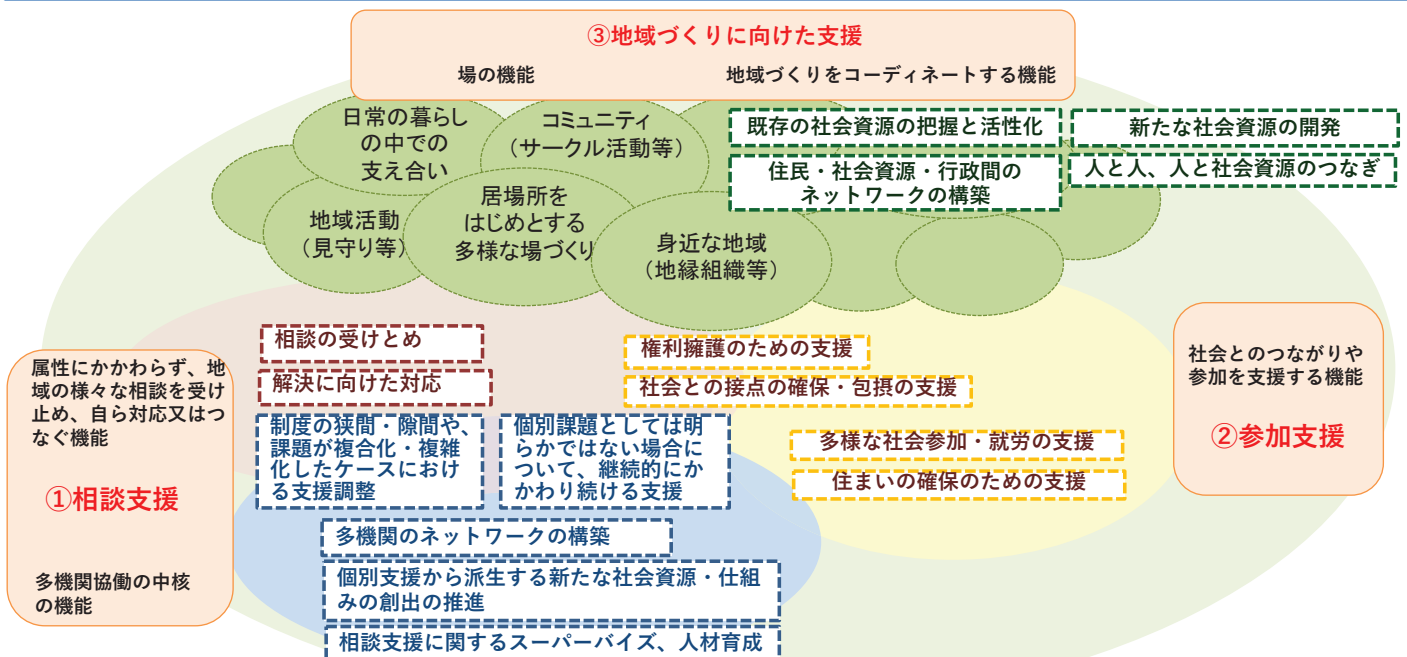 ③地域づくりに向けた支援
場の機能
地域づくりをコーディネートする機能
日常の暮らし
の中での
支え合い
コミュニティ
(サークル活動等)
既存の社会資源の把握と活性化
新たな社会資源の開発
住民・社会資源・行政間の
ネットワークの構築
人と人、人と社会資源のつなぎ
地域活動
(見守り等)
居場所を
はじめとする
多様な場づくり
身近な地域
(地縁組織等)
属性にかかわらず、地
域の様々な相談を受け
止め、自ら対応又はつ
なぐ機能
①相談支援
多機関協働の中核
の機能
相談の受けとめ
解決に向けた対応
制度の狭間・隙間や、
課題が複合化・複雑
化したケースにおけ
る支援調整
個別課題としては明
らかではない場合に
ついて、継続的にか
かわり続ける支援
多機関のネットワークの構築
個別支援から派生する新たな社会資源・仕組
みの創出の推進
相談支援に関するスーパーバイズ、人材育成
権利擁護のための支援
社会との接点の確保・包摂の支援
多様な社会参加・就労の支援
住まいの確保のための支援
社会とのつながりや
参加を支援する機能
②参加支援